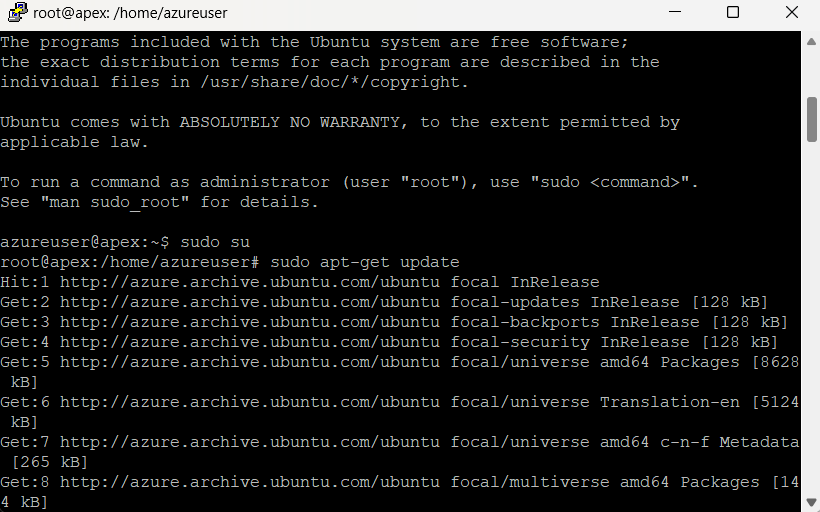 root@apex: /home/azureuser
The programs included with the Ubuntu system are free software;
the exact distribution terms for each program are described in the
individual files in /usr/share/doc/*/copyright.
Ubuntu comes with ABSOLUTELY NO WARRANTY, to the extent permitted by
applicable law.
To run a command as administrator (user "root"), use "sudo <command>".
See "man sudo_root" for details.
azureuser@apex:~$ sudo su
root@apex:/home/azureuser# sudo apt-get update
Hit:1 http://azure.archive.ubuntu.com/ubuntu focal InRelease
Get:2 http://azure.archive.ubuntu.com/ubuntu focal-updates InRelease [128 kB]
Get:3 http://azure.archive.ubuntu.com/ubuntu focal-backports InRelease [128 kB]
Get:4 http://azure.archive.ubuntu.com/ubuntu focal-security InRelease [128 kB]
Get:5 http://azure.archive.ubuntu.com/ubuntu focal/universe amd64 Packages [8628
 kB]
Get:6 http://azure.archive.ubuntu.com/ubuntu focal/universe Translation-en [5124
 kB]
Get:7 http://azure.archive.ubuntu.com/ubuntu focal/universe amd64 c-n-f Metadata
 [265 kB]
Get:8 http://azure.archive.ubuntu.com/ubuntu focal/multiverse amd64 Packages [14
4 kB]